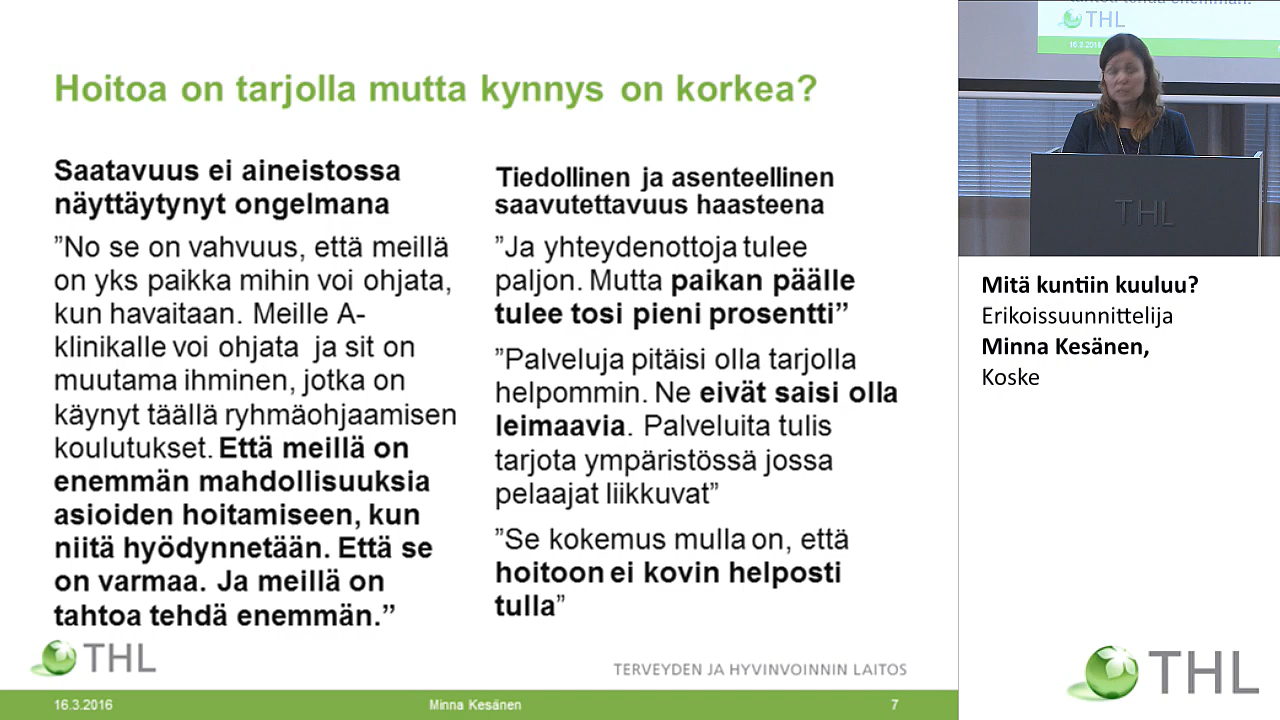 Hoitoa on tarjolla mutta kynnys on korkea?
Saatavuus ei aineistossa
näyttäytynyt ongelmana
”No se on vahvuus, että meillä
on yks paikka mihin voi ohjata,
kun havaitaan. Meille A-
klinikalle voi ohjata ja sit on
muutama ihminen, jotka on
käynyt täällä ryhmäohjaamisen
koulutukset. Että meillä on
enemmän mahdollisuuksia
asioiden hoitamiseen, kun
niitä hyödynnetään. Että se
on varmaa. Ja meillä on
tahtoa tehdä enemmän.”
Tiedollinen ja asenteellinen
saavutettavuus haasteena
”Ja yhteydenottoja tulee
paljon. Mutta paikan päälle
tulee tosi pieni prosentti”
”Palveluja pitäisi olla tarjolla
helpommin. Ne eivät saisi olla
leimaavia. Palveluita tulis
tarjota ympäristössä jossa
pelaajat liikkuvat”
”Se kokemus mulla on, että
hoitoon ei kovin helposti
tulla”
THL
TERVEYDEN JA HYVINVOINNIN LAITOS
16.3.2016
Minna Kesänen
7
THL
16.3.2016
THL
Mitä kuntiin kuuluu?
Erikoissuunnittelija
Minna Kesänen,
Koske
THL